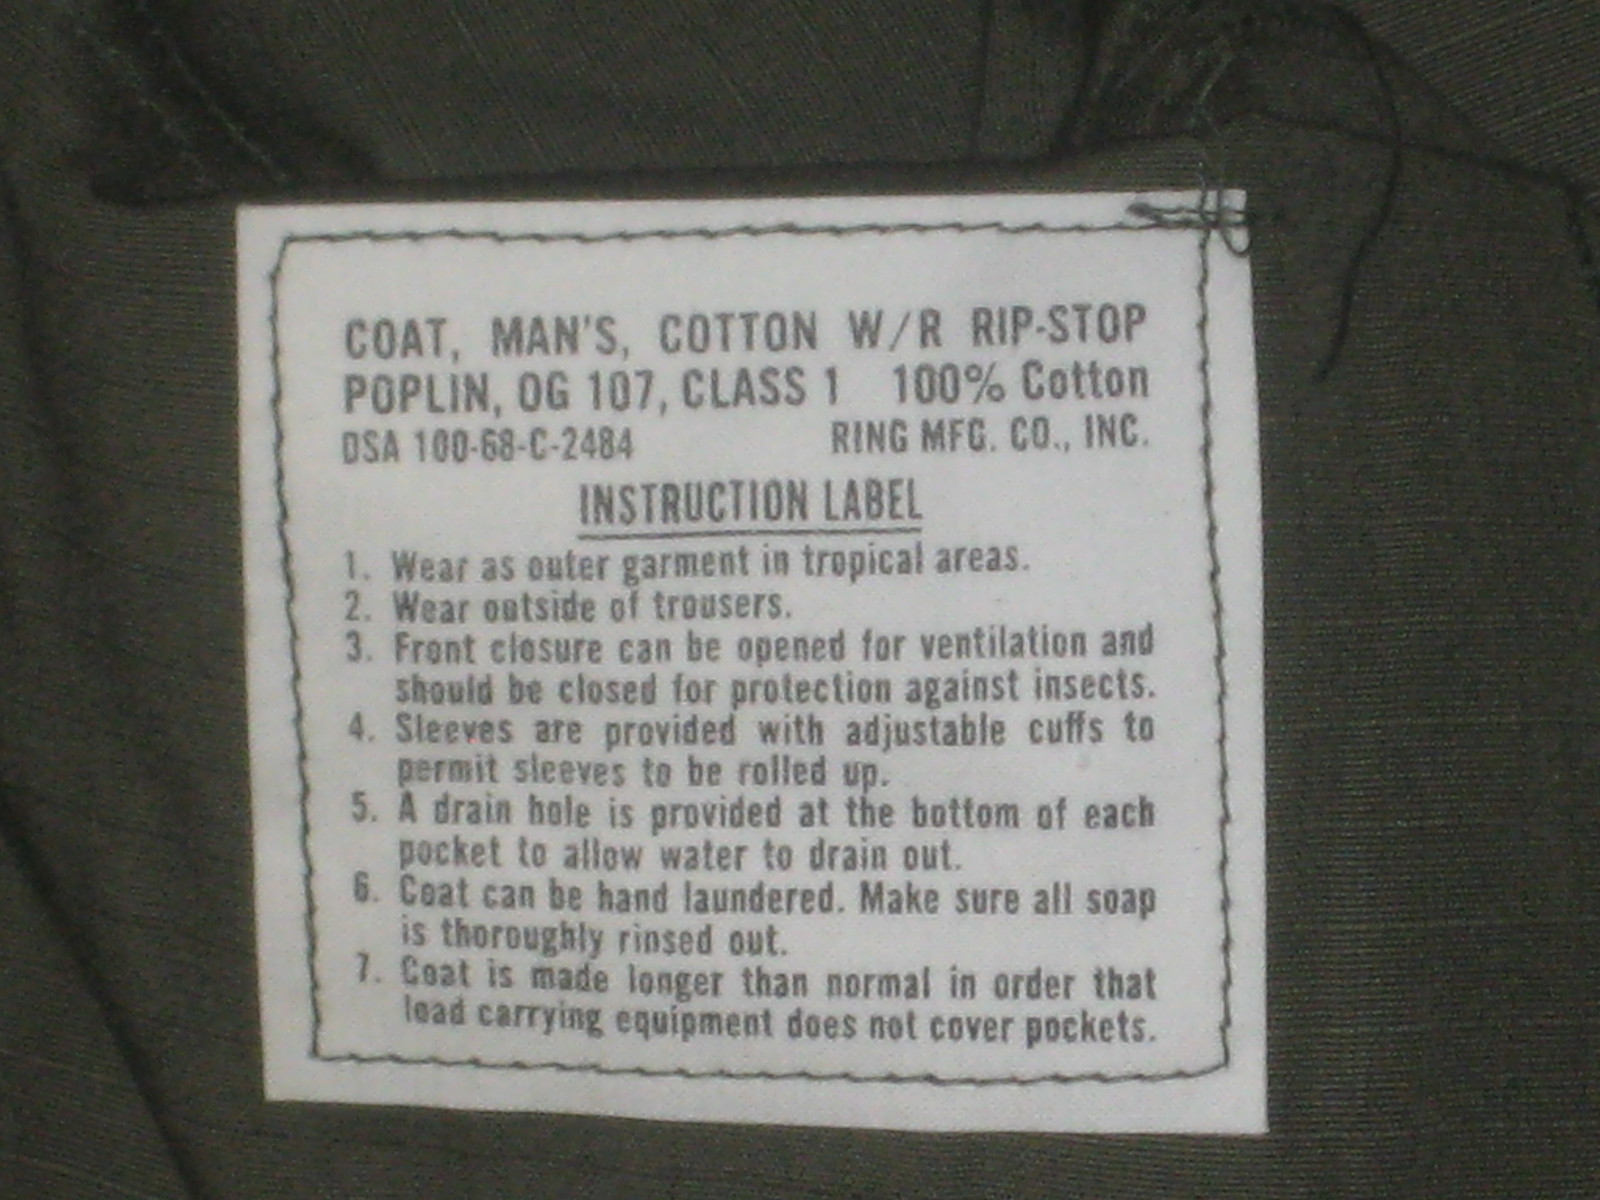 COAT, MAN'S, COTTON W/R RIP-STOP
POPLIN, OG 107, CLASS 1 100% Cotton
DSA 100-68-C-2484 RING MFG. CO., INC.
INSTRUCTION LABEL
1. Wear as outer garment in tropical areas.
2. Wear outside of trousers.
3. Front closure can be opened for ventilation and
should be closed for protection against insects.
4. Sleeves are provided with adjustable cuffs to
permit sleeves to be rolled up.
5. A drain hole is provided at the bottom of each
pocket to allow water to drain out.
6. Coat can be hand laundered. Make sure all soap
is thoroughly rinsed out.
7. Coat is made longer than normal in order that
load carrying equipment does not cover pockets.